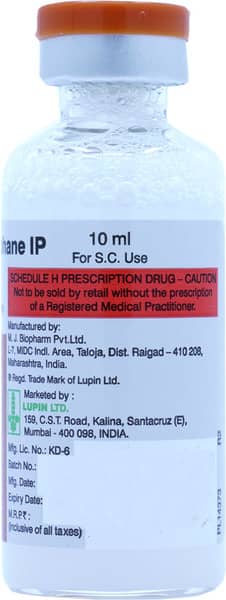 hane IP
10 ml
For S.C. Use
SCHEDULE H PRESCRIPTION DRUG – CAUTION
Not to be sold by retail without the prescription
of a Registered Medical Practitioner.
Manufactured by:
M. J. Biopharm Pvt.Ltd.
L-7, MIDC Indl. Area, Taloja, Dist. Raigad – 410 208,
Maharashtra, India.
® Regd. Trade Mark of Lupin Ltd.
Marketed by :
LUPIN LTD.
159, C.S.T. Road, Kalina, Santacruz (E),
Mumbai - 400 098, INDIA.
Mfg. Lic. No.: KD-6
Batch No.:
Mfg. Date:
Expiry Date:
M.R.P.₹ :
(Inclusive of all taxes)